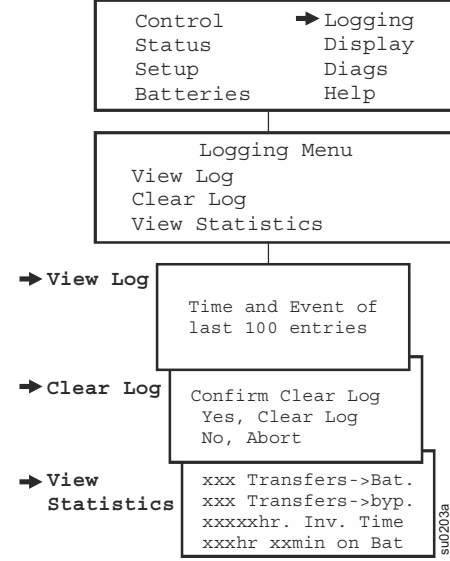 Control Logging
Status Display
Setup Diags
Batteries Help
Logging Menu
View Log
Clear Log
View Statistics
View Log
Time and Event of
last 100 entries
Clear Log
Confirm Clear Log
Yes, Clear Log
No, Abort
View
Statistics
xxx Transfers->Bat.
xxx Transfers->byp.
xxxxxhr. Inv. Time
xxxhr xxmin on Bat
su0203a